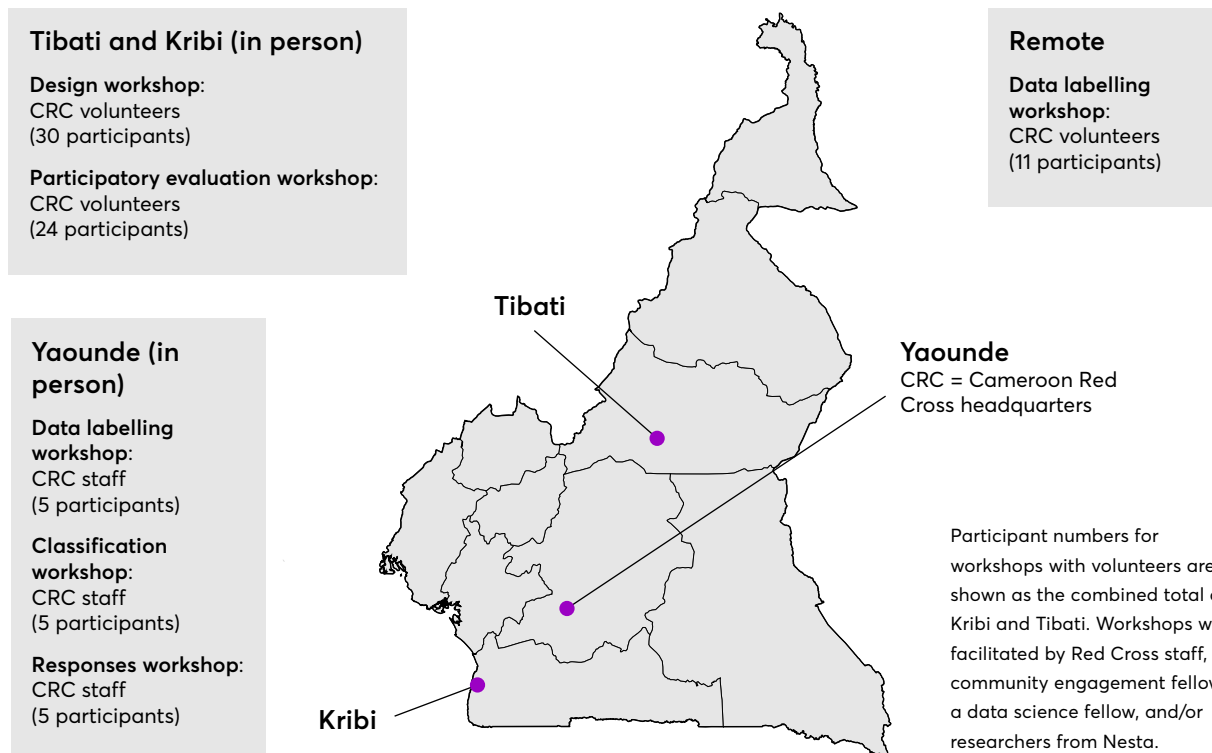 Tibati and Kribi (in person)
Design workshop:
CRC volunteers
(30 participants)
Participatory evaluation workshop:
CRC volunteers
(24 participants)
Remote
Data labelling
workshop:
CRC volunteers
(11 participants)
Tibati
Yaounde (in
person)
Data labelling
workshop:
CRC staff
(5 participants)
Classification
workshop:
CRC staff
(5 participants)
Responses workshop:
CRC staff
(5 participants)
Yaounde
CRC = Cameroon Red
Cross headquarters
Kribi
Participant numbers for
workshops with volunteers are
shown as the combined total
Kribi and Tibati. Workshops
facilitated by Red Cross staff,
community engagement
a data science fellow, and/or
researchers from Nesta.